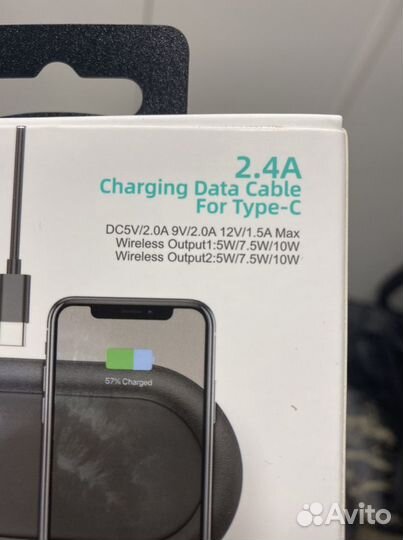 2.4A
Charging Data Cable
For Type-C
DC5V/2.0A 9V/2.0A 12V/1.5A Max
Wireless Output1:5W/7.5W/10W
Wireless Output2:5W/7.5W/10W
57% Charged
Avito